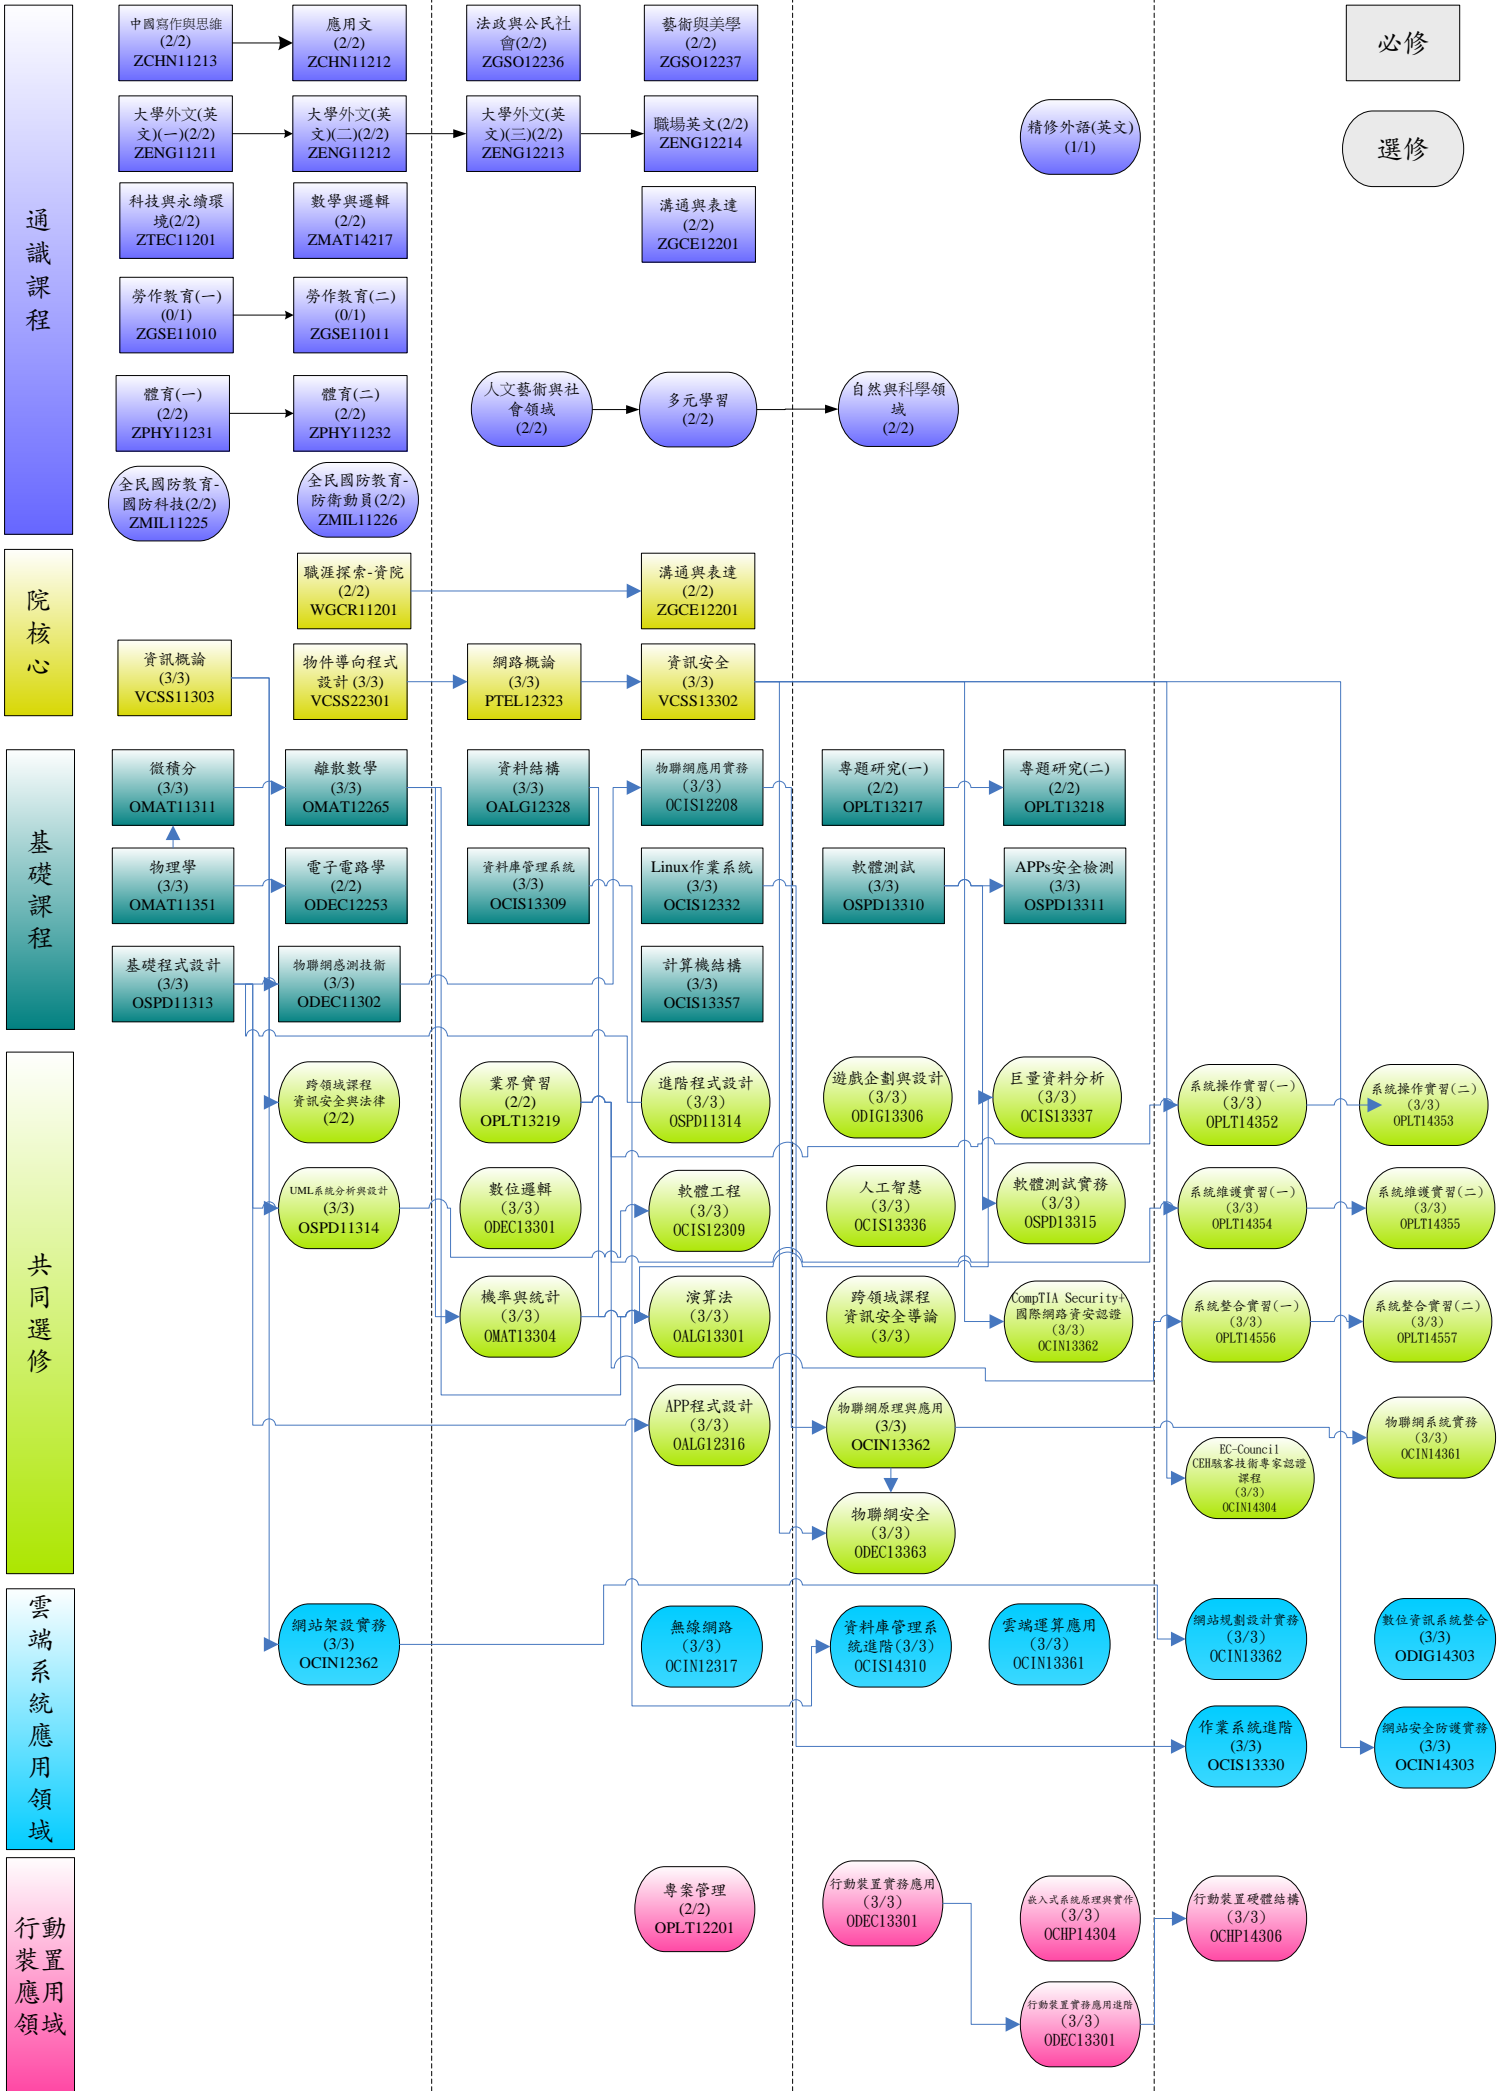 通識課程
中國寫作與思維
(2/2)
ZCHN11213
應用文
(2/2)
ZCHN11212
法政與公民社
會(2/2)
ZGSO12236
藝術與美學
(2/2)
ZGSO12237
必修
大學外文(英
文)(一)(2/2)
ZENG11211
大學外文(英
文)(二)(2/2)
ZENG11212
大學外文(英
文)(三)(2/2)
ZENG12213
職場英文(2/2)
ZENG12214
精修外語(英文)
(1/1)
選修
科技與永續環
境(2/2)
ZTEC11201
數學與邏輯
(2/2)
ZMAT14217
溝通與表達
(2/2)
ZGCE12201
勞作教育(一)
(0/1)
ZGSE11010
勞作教育(二)
(0/1)
ZGSE11011
體育(一)
(2/2)
ZPHY11231
體育(二)
(2/2)
ZPHY11232
人文藝術與社
會領域
(2/2)
多元學習
(2/2)
自然與科學領
域
(2/2)
全民國防教育-
國防科技(2/2)
ZMIL11225
全民國防教育-
防衛動員(2/2)
ZMIL11226
院核心
職涯探索-資院
(2/2)
WGCR11201
溝通與表達
(2/2)
ZGCE12201
資訊概論
(3/3)
VCSS11303
物件導向程式
設計 (3/3)
VCSS22301
網路概論
(3/3)
PTEL12323
資訊安全
(3/3)
VCSS13302
基礎課程
微積分
(3/3)
OMAT11311
離散數學
(3/3)
OMAT12265
資料結構
(3/3)
OALG12328
物聯網應用實務
(3/3)
OCIS12208
專題研究(一)
(2/2)
OPLT13217
專題研究(二)
(2/2)
OPLT13218
物理學
(3/3)
OMAT11351
電子電路學
(2/2)
ODEC12253
資料庫管理系統
(3/3)
OCIS13309
Linux作業系統
(3/3)
OCIS12332
軟體測試
(3/3)
OSPD13310
APPs安全檢測
(3/3)
OSPD13311
基礎程式設計
(3/3)
OSPD11313
物聯網感測技術
(3/3)
ODEC11302
計算機結構
(3/3)
OCIS13357
共同選修
跨領域課程
資訊安全與法律
(2/2)
業界實習
(2/2)
OPLT13219
進階程式設計
(3/3)
OSPD11314
遊戲企劃與設計
(3/3)
ODIG13306
巨量資料分析
(3/3)
OCIS13337
系統操作實習(一)
(3/3)
OPLT14352
系統操作實習(二)
(3/3)
OPLT14353
UML系統分析與設計
(3/3)
OSPD11314
數位邏輯
(3/3)
ODEC13301
軟體工程
(3/3)
OCIS12309
人工智慧
(3/3)
OCIS13336
軟體測試實務
(3/3)
OSPD13315
系統維護實習(一)
(3/3)
OPLT14354
系統維護實習(二)
(3/3)
OPLT14355
機率與統計
(3/3)
OMAT13304
演算法
(3/3)
OALG13301
跨領域課程
資訊安全導論
(3/3)
CompTIA Security+
國際網路資安認證
(3/3)
OCIN13362
系統整合實習(一)
(3/3)
OPLT14556
系統整合實習(二)
(3/3)
OPLT14557
APP程式設計
(3/3)
OALG12316
物聯網原理與應用
(3/3)
OCIN13362
EC-Council
CEH駭客技術專家認證
課程
(3/3)
OCIN14304
物聯網系統實務
(3/3)
OCIN14361
物聯網安全
(3/3)
ODEC13363
雲端系統應用領域
網站架設實務
(3/3)
OCIN12362
無線網路
(3/3)
OCIN12317
資料庫管理系
統進階(3/3)
OCIS14310
雲端運算應用
(3/3)
OCIN13361
網站規劃設計實務
(3/3)
OCIN13362
數位資訊系統整合
(3/3)
ODIG14303
作業系統進階
(3/3)
OCIS13330
網站安全防護實務
(3/3)
OCIN14303
行動
裝置
應用
領域
專案管理
(2/2)
OPLT12201
行動裝置實務應用
(3/3)
ODEC13301
嵌入式系統原理與實作
(3/3)
OCHP14304
行動裝置硬體結構
(3/3)
OCHP14306
行動裝置實務應用進階
(3/3)
ODEC13301